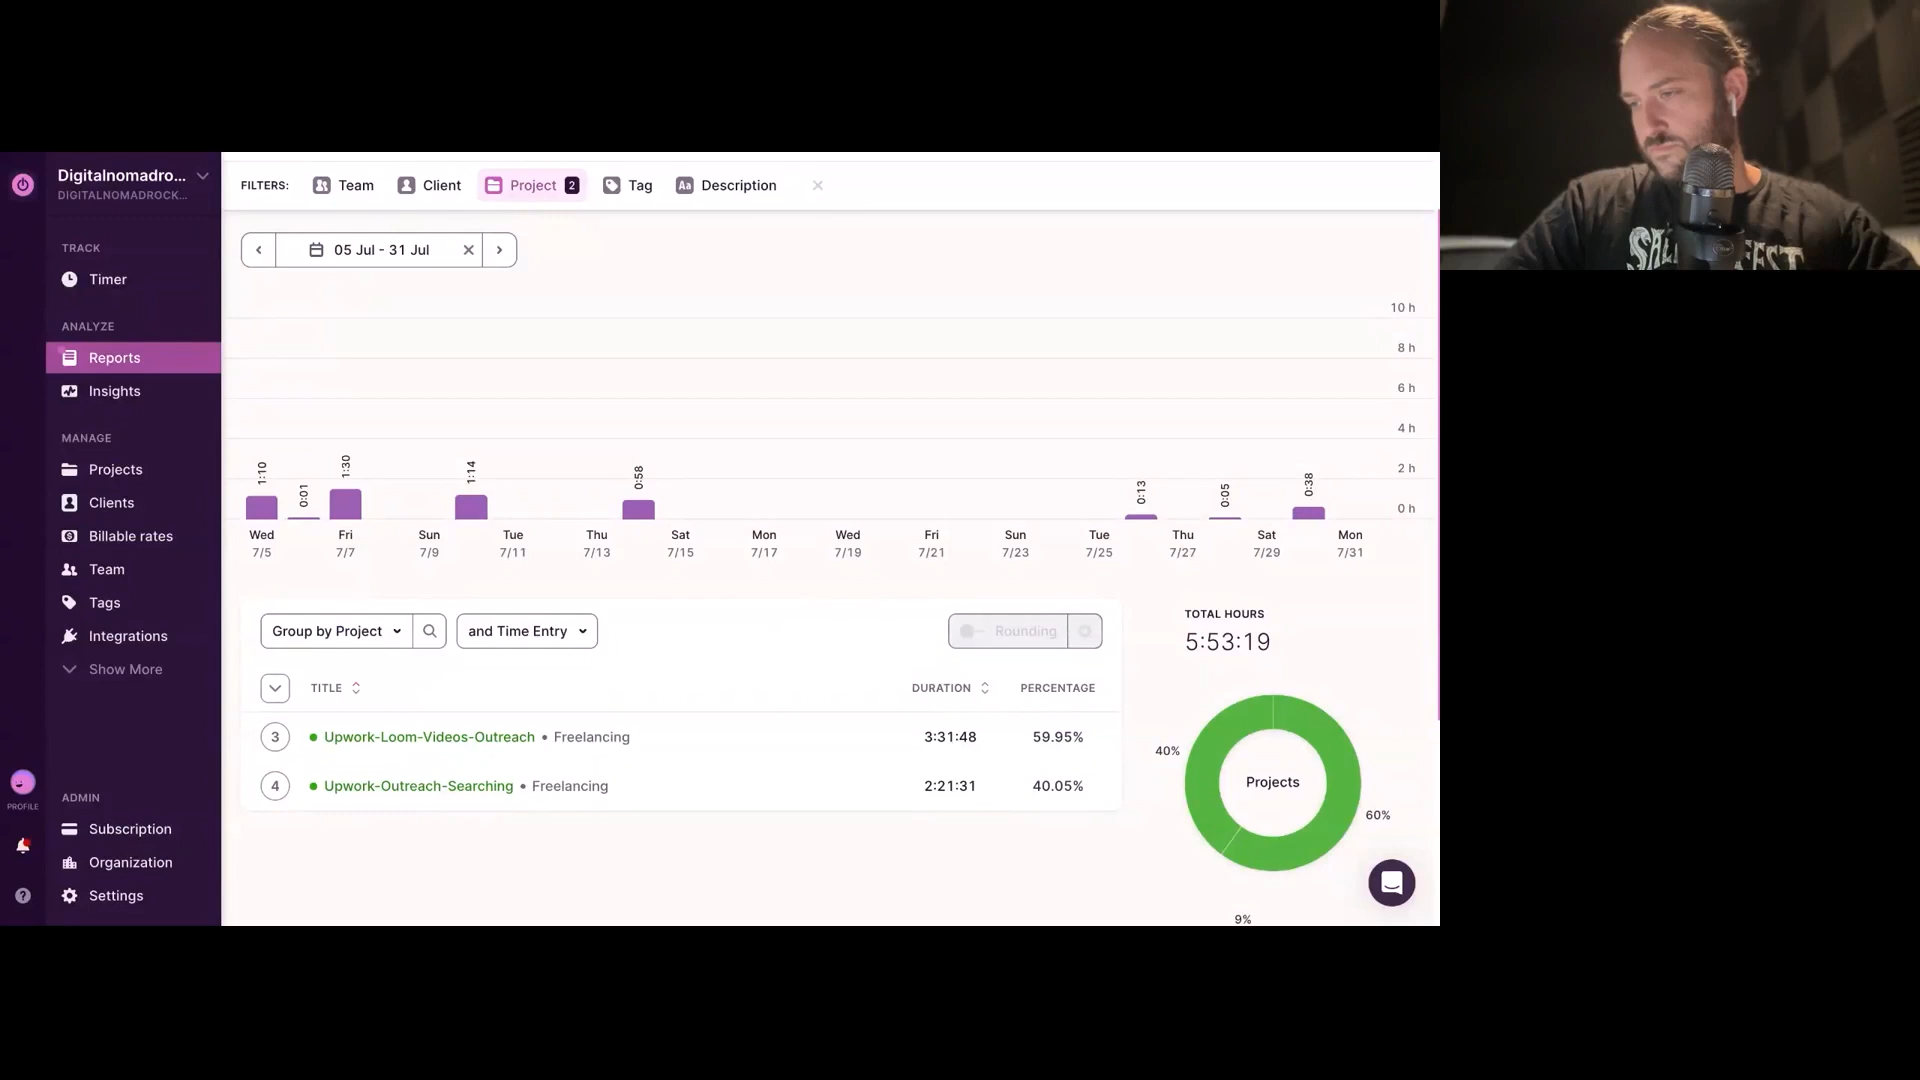 Digitalnomadro...
DIGITALNOMADROCK...
TRACK
Timer
ANALYZE
Reports
Insights
MANAGE
Projects
Clients
Billable rates
Team
Tags
Integrations
Show More
PROFILE
ADMIN
Subscription
Organization
Settings
FILTERS: Team Client Project 2 Tag Aa Description
05 Jul - 31 Jul
10 h
8 h
6 h
4 h
2 h
0 h
1:10 0:01 1:30 1:14 0:58 0:13 0:05 0:38
Wed Fri Sun Tue Thu Sat Mon Wed Fri Sun Tue Thu Sat Mon
7/5 7/7 7/9 7/11 7/13 7/15 7/17 7/19 7/21 7/23 7/25 7/27 7/29 7/31
Group by Project and Time Entry Rounding
TITLE DURATION PERCENTAGE
3 Upwork-Loom-Videos-Outreach • Freelancing 3:31:48 59.95%
4 Upwork-Outreach-Searching • Freelancing 2:21:31 40.05%
TOTAL HOURS
5:53:19
40%
Projects
60%
9%